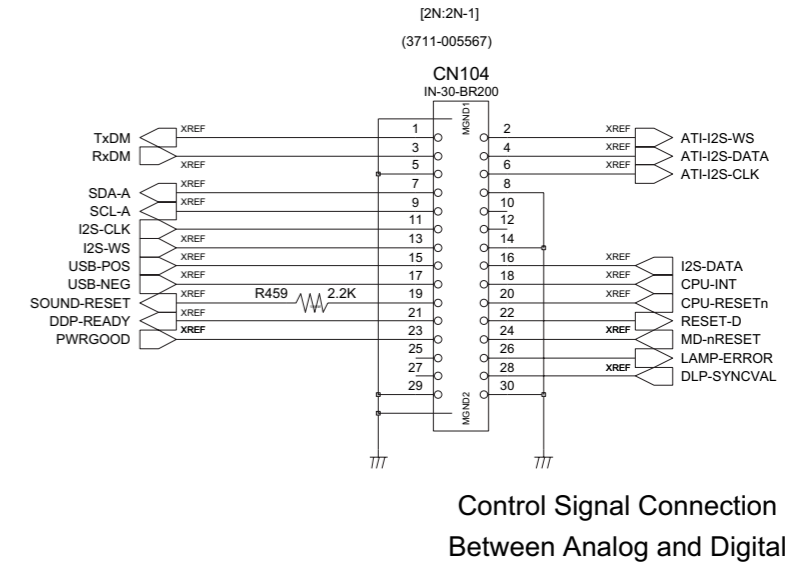 [2N:2N-1]
(3711-005567)
CN104
IN-30-BR200
MGND1
TxDM XREF 1 2 XREF ATI-I2S-WS
RxDM XREF 3 4 XREF ATI-I2S-DATA
5 6 XREF ATI-I2S-CLK
SDA-A XREF 7 8
SCL-A XREF 9 10
I2S-CLK 11 12
I2S-WS XREF 13 14
USB-POS XREF 15 16 XREF I2S-DATA
USB-NEG XREF 17 18 XREF CPU-INT
SOUND-RESET XREF R459 2.2K 19 20 XREF CPU-RESETn
DDP-READY XREF 21 22 RESET-D
PWRGOOD XREF 23 24 XREF MD-nRESET
25 26 LAMP-ERROR
27 28 XREF DLP-SYNCVAL
29 30
MGND2
Control Signal Connection
Between Analog and Digital